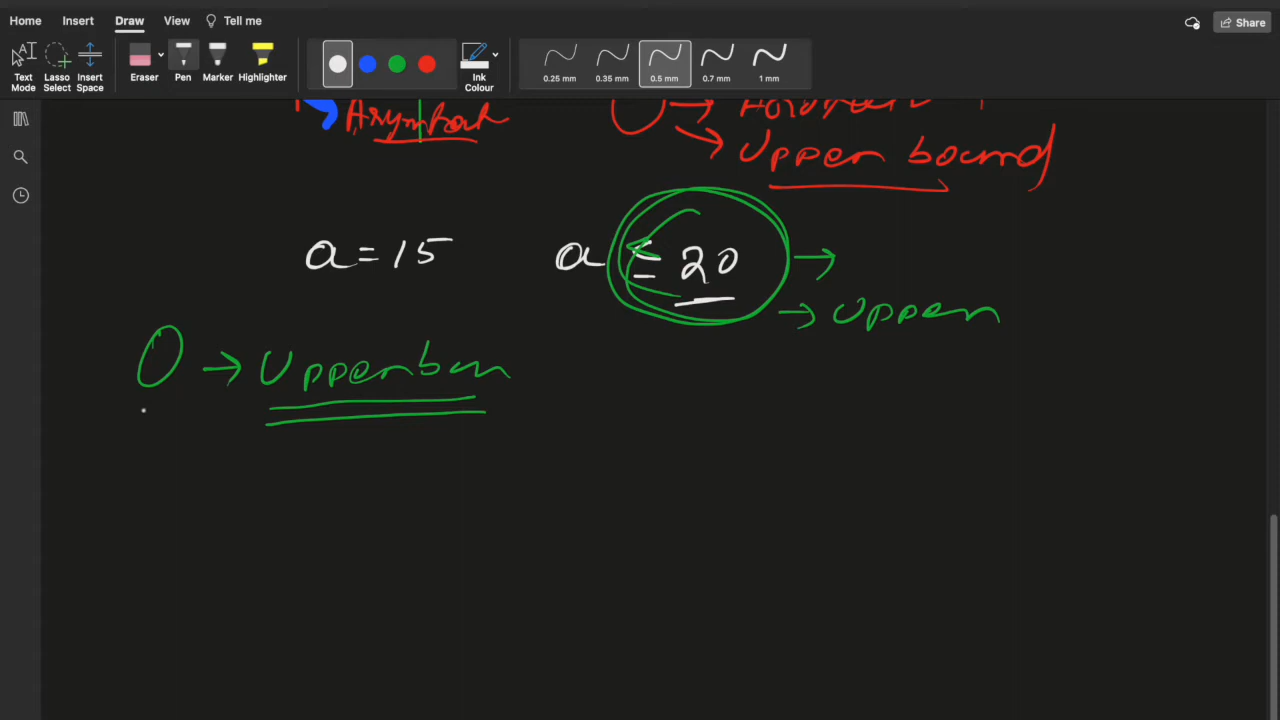 Home Insert Draw View Tell me Share
Text Mode Lasso Select Insert Space Eraser Pen Marker Highlighter Ink Colour 0.25 mm 0.35 mm 0.5 mm 0.7 mm 1 mm
→
→ Upper bound
a = 15 a ≤ 20 →
→ Upper
O → Upper boun